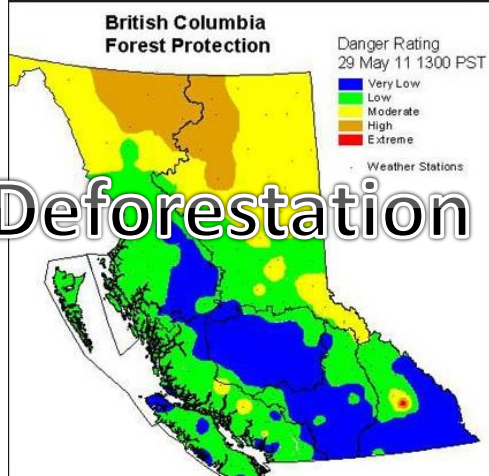 British Columbia
Forest Protection
Danger Rating
29 May 11 1300 PST
Very Low
Low
Moderate
High
Extreme
Weather Stations
Deforestation